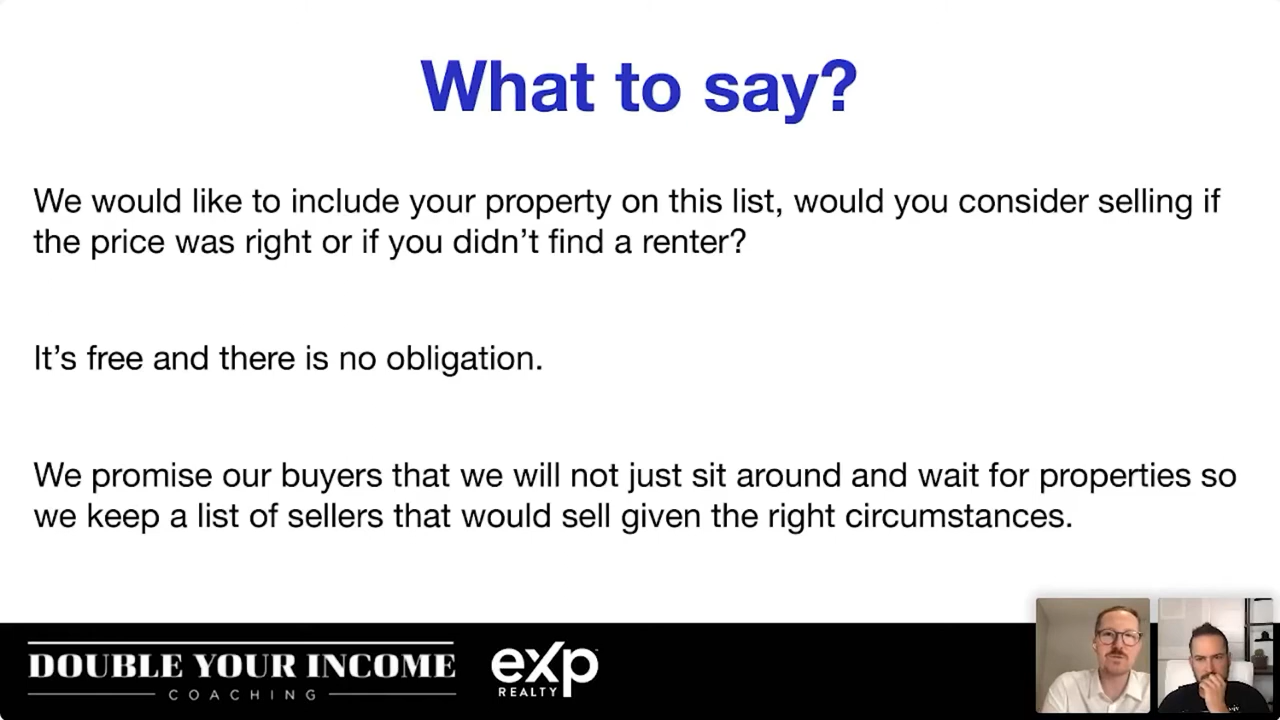 What to say?
We would like to include your property on this list, would you consider selling if
the price was right or if you didn’t find a renter?
It’s free and there is no obligation.
We promise our buyers that we will not just sit around and wait for properties so
we keep a list of sellers that would sell given the right circumstances.
DOUBLE YOUR INCOME
COACHING
exp
REALTY